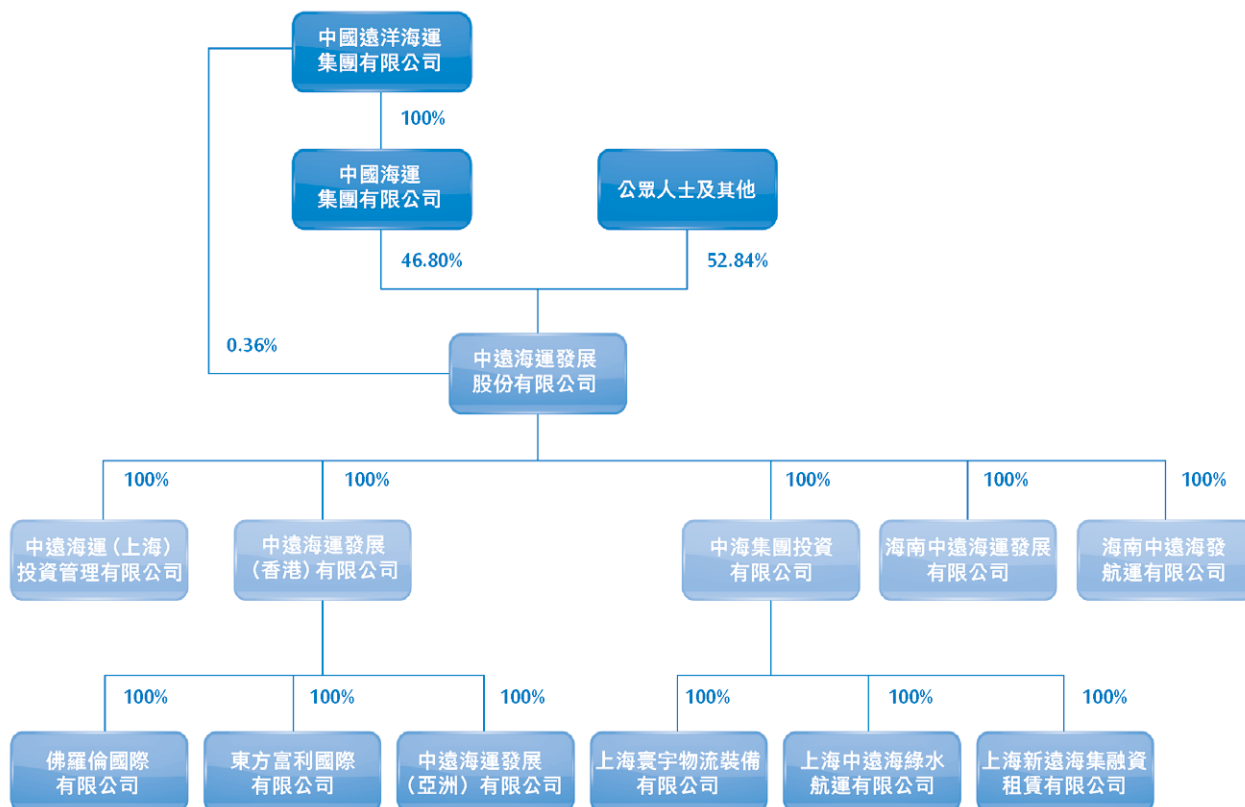 中國遠洋海運
集團有限公司
100%
中國海運
集團有限公司
公眾人士及其他
46.80%
52.84%
0.36%
中遠海運發展
股份有限公司
100%
100%
100%
100%
100%
中遠海運(上海)
投資管理有限公司
中遠海運發展
(香港)有限公司
中海集團投資
有限公司
海南中遠海運發展
有限公司
海南中遠海發
航運有限公司
100%
100%
100%
100%
100%
100%
佛羅倫國際
有限公司
東方富利國際
有限公司
中遠海運發展
(亞洲)有限公司
上海寰宇物流裝備
有限公司
上海中遠海綠水
航運有限公司
上海新遠海集融資
租賃有限公司